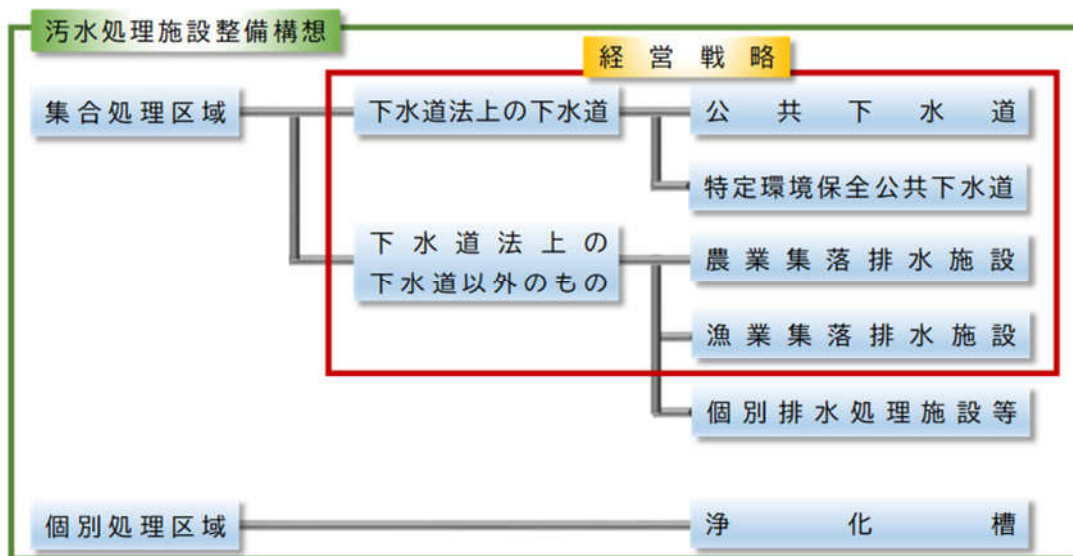 汚水処理施設整備構想
経営戦略
集合処理区域
下水道法上の下水道
公共下水道
特定環境保全公共下水道
下水道法上の
下水道以外のもの
農業集落排水施設
漁業集落排水施設
個別排水処理施設等
個別処理区域
浄化槽